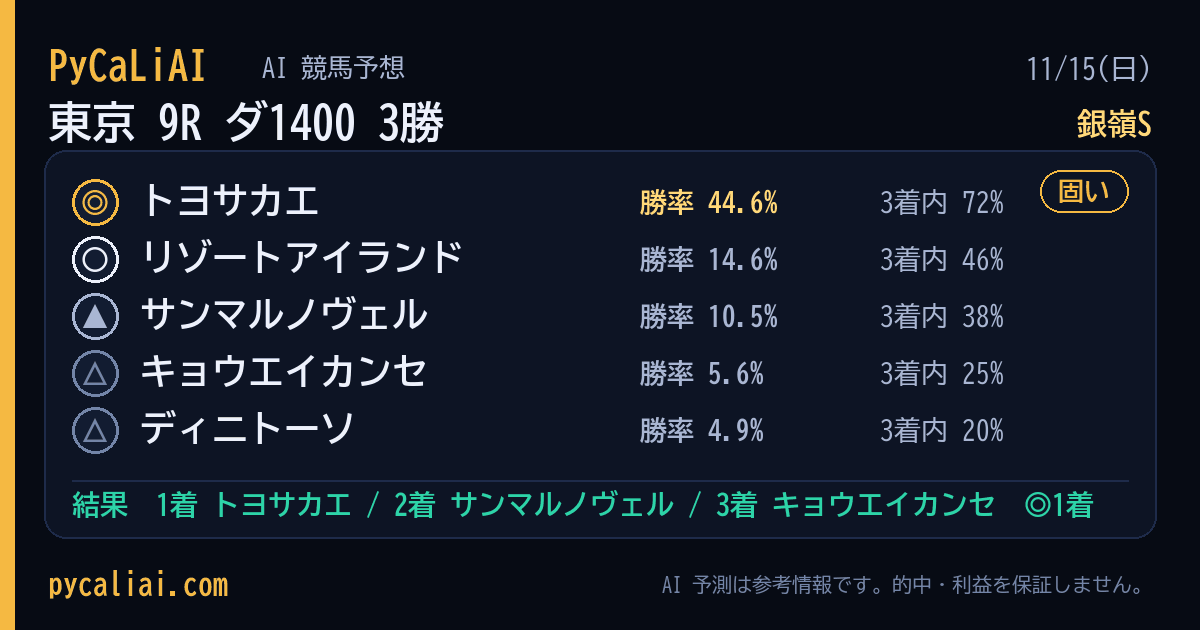 PyCaLiAI AI 競馬予想 11/15(日)
東京 9R ダ1400 3勝 銀嶺S
◎ トヨサカエ 勝率 44.6% 3着内 72% 固い
○ リゾートアイランド 勝率 14.6% 3着内 46%
▲ サンマルノヴェル 勝率 10.5% 3着内 38%
△ キョウエイカンセ 勝率 5.6% 3着内 25%
△ ディニトーソ 勝率 4.9% 3着内 20%
結果 1着 トヨサカエ / 2着 サンマルノヴェル / 3着 キョウエイカンセ ◎1着
pycaliai.com AI 予測は参考情報です。的中・利益を保証しません。